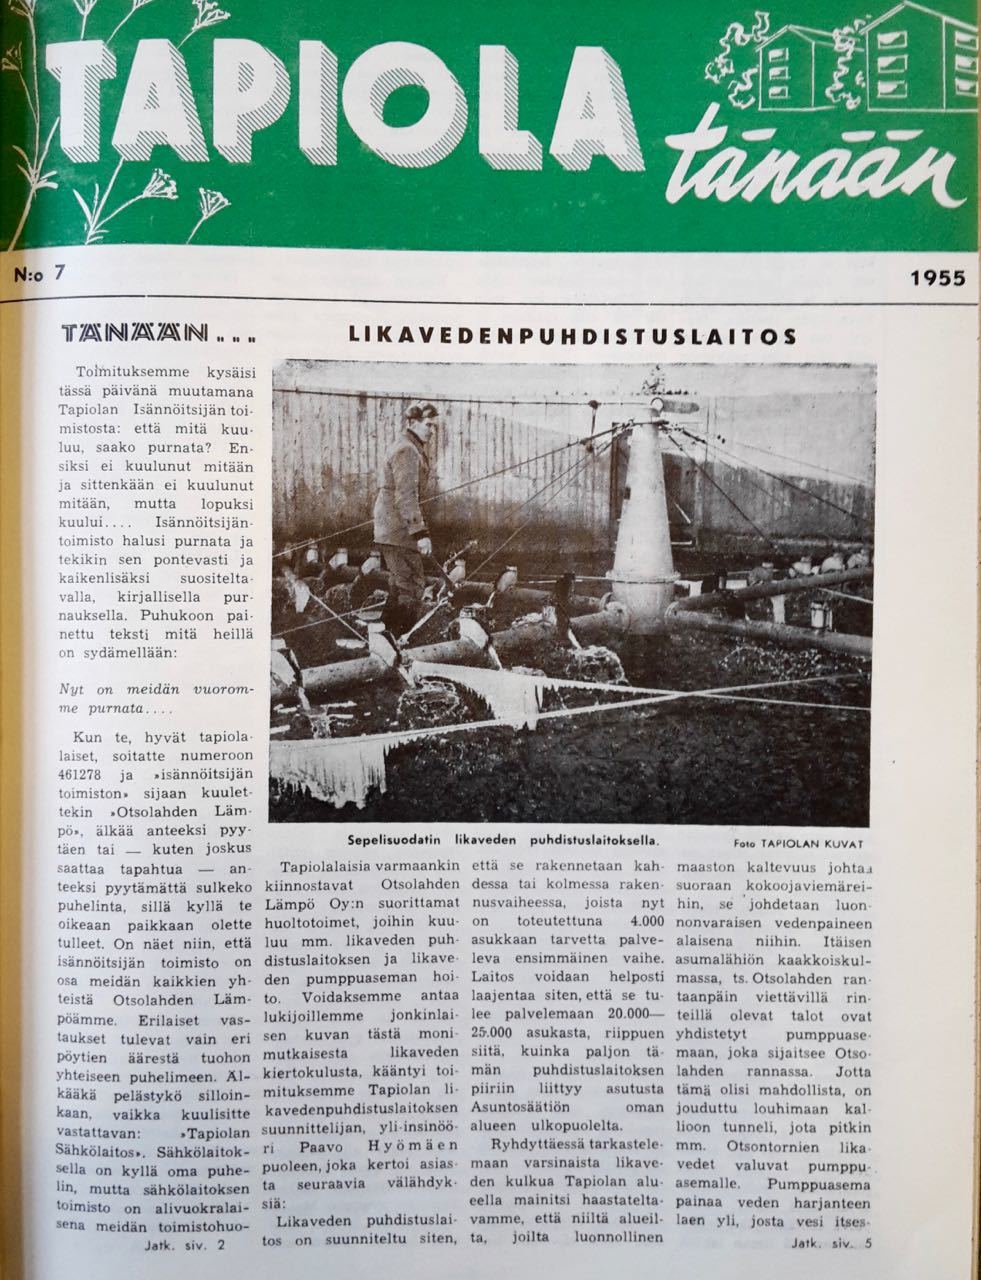 TAPIOLA
tänään
N:o 7
1955
TÄNÄÄN...
Toimituksemme kysäisi
tässä päivänä muutamana
Tapiolan Isännöitsijän toi-
mistosta: että mitä kuu-
luu, saako purnata? En-
siksi ei kuulunut mitään
ja sittenkään ei kuulunut
mitään, mutta lopuksi
kuului.... Isännöitsijän-
toimisto halusi purnata ja
tekikin sen pontevasti ja
kaikenlisäksi suositelta-
valla, kirjallisella pur-
nauksella. Puhukoon pai-
nettu teksti mitä heillä
on sydämellään:
Nyt on meidän vuorom-
me purnata....
Kun te, hyvät tapiola-
laiset, soitatte numeroon
461278 ja »isännöitsijän
toimiston» sijaan kuulet-
tekin »Otsolahden Läm-
pö», älkää anteeksi pyy-
täen tai — kuten joskus
saattaa tapahtua — an-
teeksi pyytämättä sulkeko
puhelinta, sillä kyllä te
oikeaan paikkaan olette
tulleet. On näet niin, että
isännöitsijän toimisto on
osa meidän kaikkien yh-
teistä Otsolahden Läm-
pöämme. Erilaiset vas-
taukset tulevat vain eri
pöytien äärestä tuohon
yhteiseen puhelimeen. Äl-
kääkä pelästykö silloin-
kaan, vaikka kuulisitte
vastattavan: »Tapiolan
Sähkölaitos». Sähkölaitok-
sella on kyllä oma puhe-
lin, mutta sähkölaitoksen
toimisto on alivuokralai-
sena meidän toimistohuo-
Jatk. siv. 2
LIKAVEDENPUHDISTUSLAITOS
Sepelisuodatin likaveden puhdistuslaitoksella.
Foto TAPIOLAN KUVAT
Tapiolalaisia varmaankin
kiinnostavat Otsolahden
Lämpö Oy:n suorittamat
huoltotoimet, joihin kuu-
luu mm. likaveden puh-
distuslaitoksen ja likave-
den pumppuaseman hoi-
to. Voidaksemme antaa
lukijoillemme jonkinlai-
sen kuvan tästä moni-
mutkaisesta likaveden
kiertokulusta, kääntyi toi-
mituksemme Tapiolan li-
kavedenpuhdistuslaitoksen
suunnittelijan, yli-insinöö-
ri Paavo Hyömäen
puoleen, joka kertoi asias-
ta seuraavia välähdyk-
siä:
Likaveden puhdistuslai-
tos on suunniteltu siten,
että se rakennetaan kah-
dessa tai kolmessa raken-
nusvaiheessa, joista nyt
on toteutettuna 4.000
asukkaan tarvetta palve-
leva ensimmäinen vaihe.
Laitos voidaan helposti
laajentaa siten, että se tu-
lee palvelemaan 20.000—
25.000 asukasta, riippuen
siitä, kuinka paljon tä-
män puhdistuslaitoksen
piiriin liittyy asutusta
Asuntosäätiön oman
alueen ulkopuolelta.
Ryhdyttäessä tarkastele-
maan varsinaista likave-
den kulkua Tapiolan alu-
eella mainitsi haastatelta-
vamme, että niiltä alueil-
ta, joilta luonnollinen
maaston kaltevuus johtaa
suoraan kokoojaviemärei-
hin, se johdetaan luon-
nonvaraisen vedenpaineen
alaisena niihin. Itäisen
asumalähiön kaakkoiskul-
massa, ts. Otsolahden ran-
taanpäin viettävillä rin-
teillä olevat talot ovat
yhdistetyt pumppuase-
maan, joka sijaitsee Otso-
lahden rannassa. Jotta
tämä olisi mahdollista, on
jouduttu louhimaan kal-
lioon tunneli, jota pitkin
mm. Otsontornien lika-
vedet valuvat pumppu-
asemalle. Pumppuasema
painaa veden harjanteen
laen yli, josta vesi itses-
Jatk. siv. 5